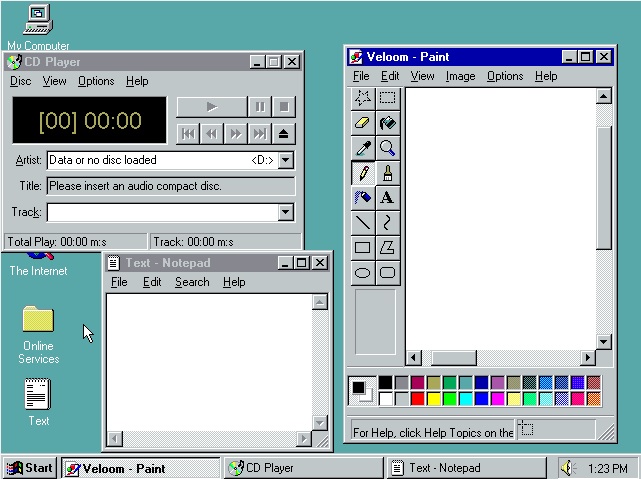 My Computer
CD Player
Disc View Options Help
[00] 00:00
Artist: Data or no disc loaded <D:>
Title: Please insert an audio compact disc.
Track:
Total Play: 00:00 m:s Track: 00:00 m:s
Veloom - Paint
File Edit View Image Options Help
A
For Help, click Help Topics on the
The Internet
Online
Services
Text
Text - Notepad
File Edit Search Help
Start Veloom - Paint CD Player Text - Notepad 1:23 PM